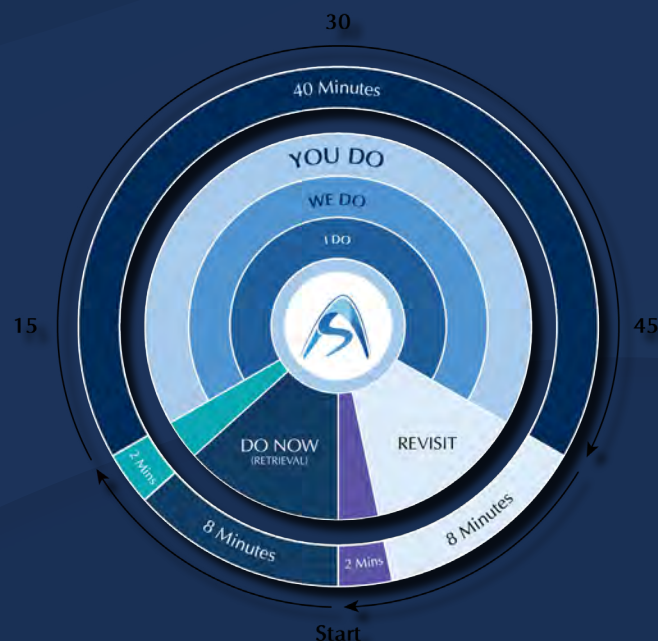 30
40 Minutes
YOU DO
WE DO
I DO
15
45
DO NOW
(RETRIEVAL)
REVISIT
2 Mins
8 Minutes
2 Mins
8 Minutes
Start